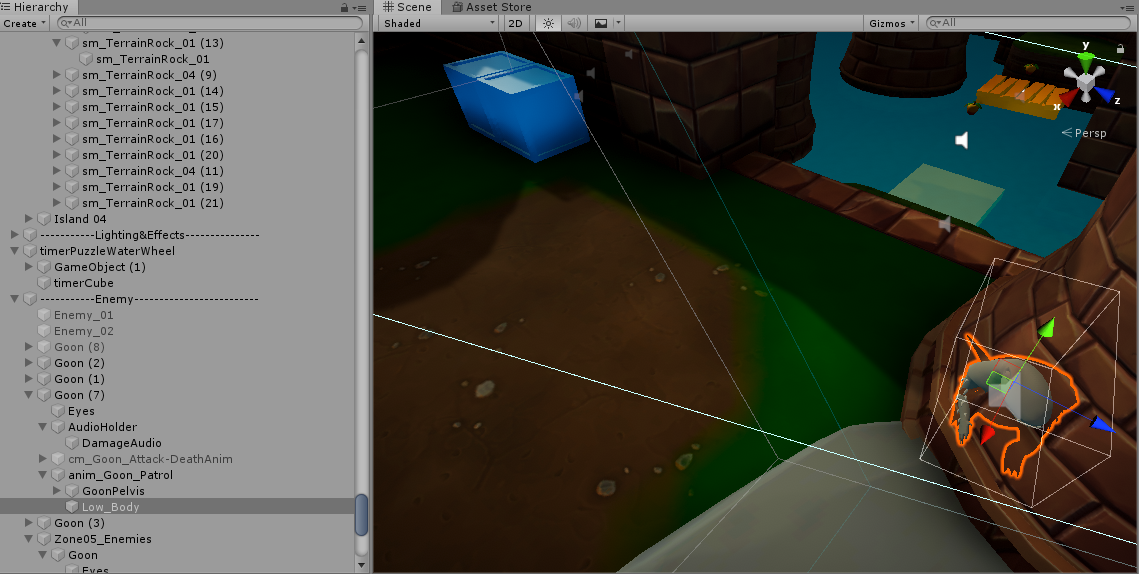 Hierarchy
Create
All
sm_TerrainRock_01 (13)
sm_TerrainRock_01
sm_TerrainRock_04 (9)
sm_TerrainRock_01 (14)
sm_TerrainRock_01 (15)
sm_TerrainRock_01 (17)
sm_TerrainRock_01 (16)
sm_TerrainRock_01 (20)
sm_TerrainRock_04 (11)
sm_TerrainRock_01 (19)
sm_TerrainRock_01 (21)
Island 04
-----------Lighting&Effects---------------
timerPuzzleWaterWheel
GameObject (1)
timerCube
-----------Enemy-------------------------
Enemy_01
Enemy_02
Goon (8)
Goon (2)
Goon (1)
Goon (7)
Eyes
AudioHolder
DamageAudio
cm_Goon_Attack-DeathAnim
anim_Goon_Patrol
GoonPelvis
Low_Body
Goon (3)
Zone05_Enemies
Goon
Eyes
Scene
Asset Store
Shaded
2D
Gizmos
All
y
x
z
Persp